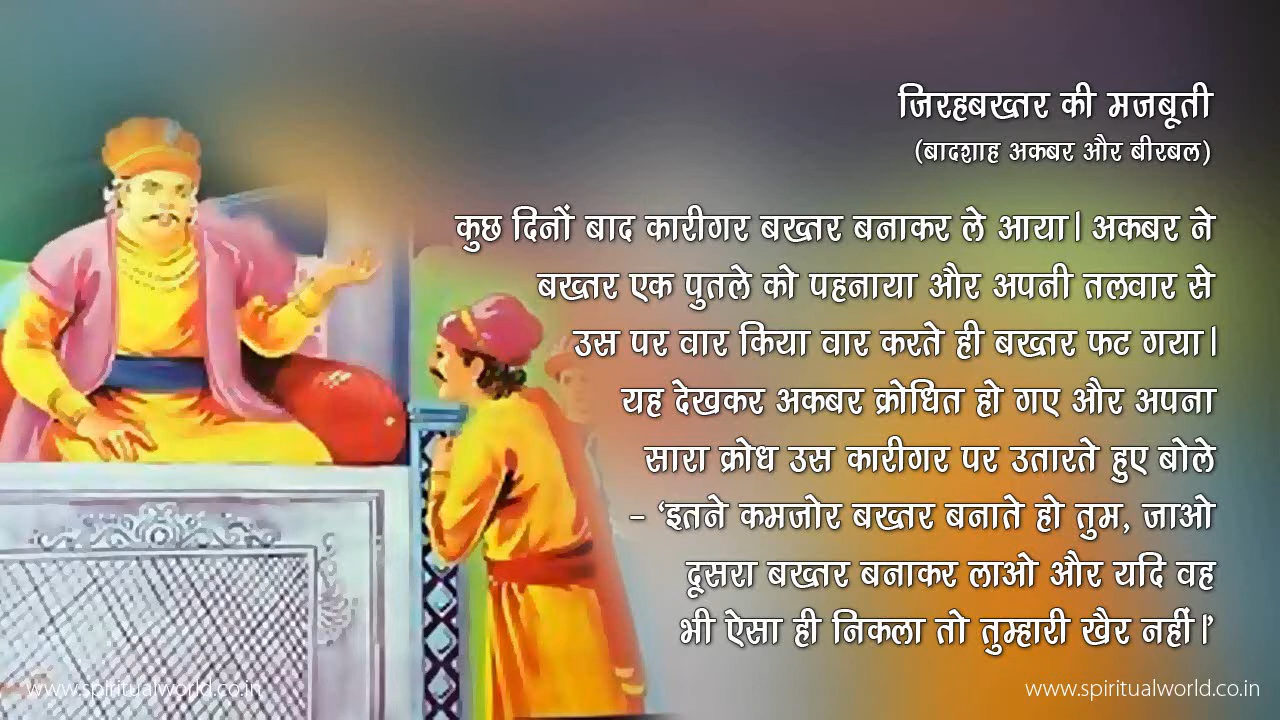 जिरहबख्तर की मजबूती
(बादशाह अकबर और बीरबल)
कुछ दिनों बाद कारीगर बख्तर बनाकर ले आया। अकबर ने
बख्तर एक पुतले को पहनाया और अपनी तलवार से
उस पर वार किया वार करते ही बख्तर फट गया।
यह देखकर अकबर क्रोधित हो गए और अपना
सारा क्रोध उस कारीगर पर उतारते हुए बोले
– ‘इतने कमजोर बख्तर बनाते हो तुम, जाओ
दूसरा बख्तर बनाकर लाओ और यदि वह
भी ऐसा ही निकला तो तुम्हारी खैर नहीं।’
www.spiritualworld.co.in
www.spiritualworld.co.in